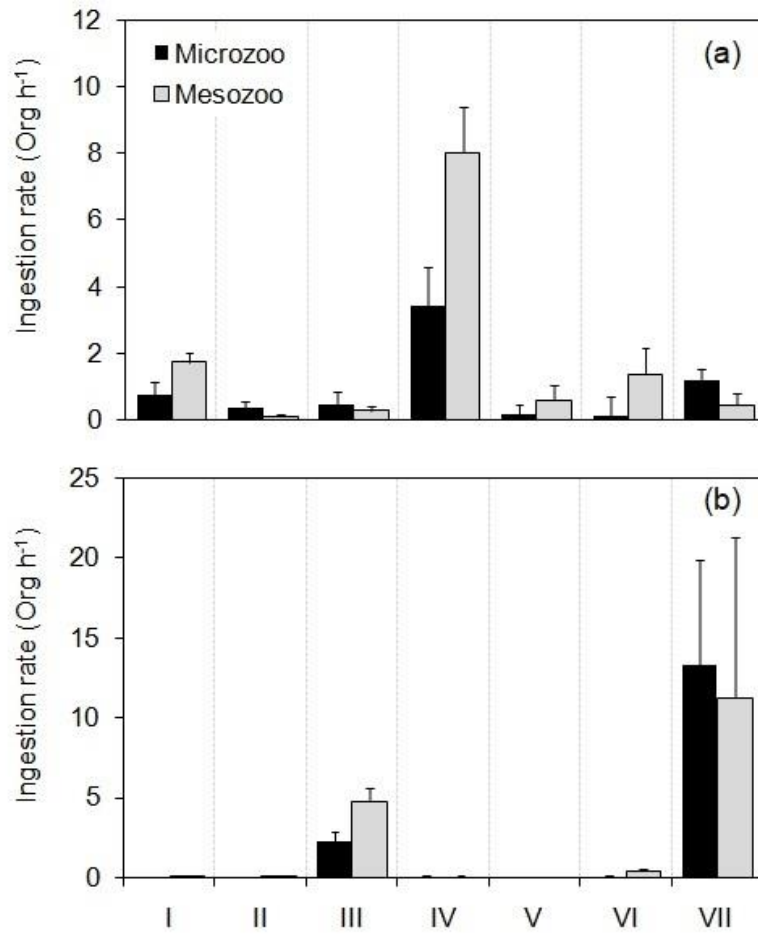 12
10
8
6
4
2
0
Ingestion rate (Org h⁻¹)
Microzoo
Mesozoo
(a)
25
20
15
10
5
0
Ingestion rate (Org h⁻¹)
(b)
I II III IV V VI VII